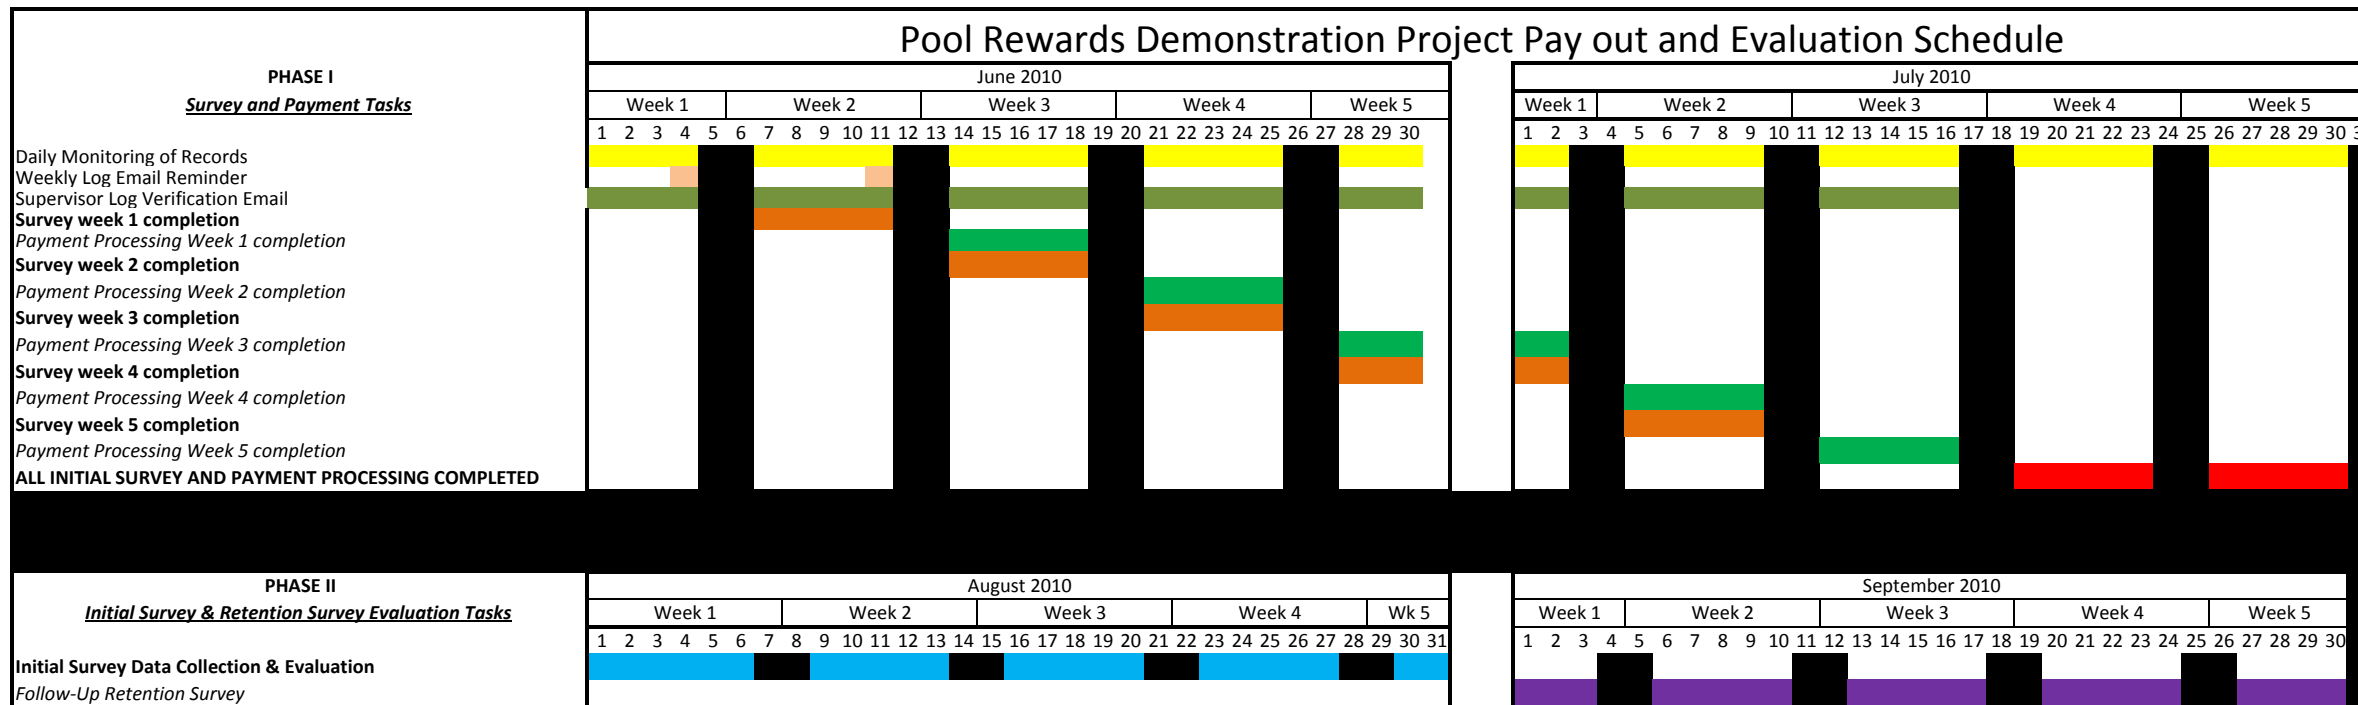 Pool Rewards Demonstration Project Pay out and Evaluation Schedule
PHASE I
June 2010
July 2010
Survey and Payment Tasks
Week 1 Week 2 Week 3 Week 4 Week 5
Week 1 Week 2 Week 3 Week 4 Week 5
1 2 3 4 5 6 7 8 9 10 11 12 13 14 15 16 17 18 19 20 21 22 23 24 25 26 27 28 29 30
1 2 3 4 5 6 7 8 9 10 11 12 13 14 15 16 17 18 19 20 21 22 23 24 25 26 27 28 29 30
Daily Monitoring of Records
Weekly Log Email Reminder
Supervisor Log Verification Email
Survey week 1 completion
Payment Processing Week 1 completion
Survey week 2 completion
Payment Processing Week 2 completion
Survey week 3 completion
Payment Processing Week 3 completion
Survey week 4 completion
Payment Processing Week 4 completion
Survey week 5 completion
Payment Processing Week 5 completion
ALL INITIAL SURVEY AND PAYMENT PROCESSING COMPLETED
PHASE II
August 2010
September 2010
Initial Survey & Retention Survey Evaluation Tasks
Week 1 Week 2 Week 3 Week 4 Wk 5
Week 1 Week 2 Week 3 Week 4 Week 5
1 2 3 4 5 6 7 8 9 10 11 12 13 14 15 16 17 18 19 20 21 22 23 24 25 26 27 28 29 30 31
1 2 3 4 5 6 7 8 9 10 11 12 13 14 15 16 17 18 19 20 21 22 23 24 25 26 27 28 29 30
Initial Survey Data Collection & Evaluation
Follow-Up Retention Survey